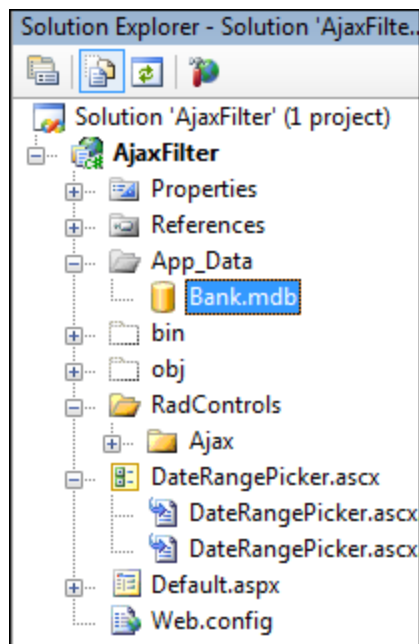 Solution Explorer - Solution 'AjaxFilte...
Solution 'AjaxFilter' (1 project)
AjaxFilter
Properties
References
App_Data
Bank.mdb
bin
obj
RadControls
Ajax
DateRangePicker.ascx
DateRangePicker.ascx
DateRangePicker.ascx
Default.aspx
Web.config